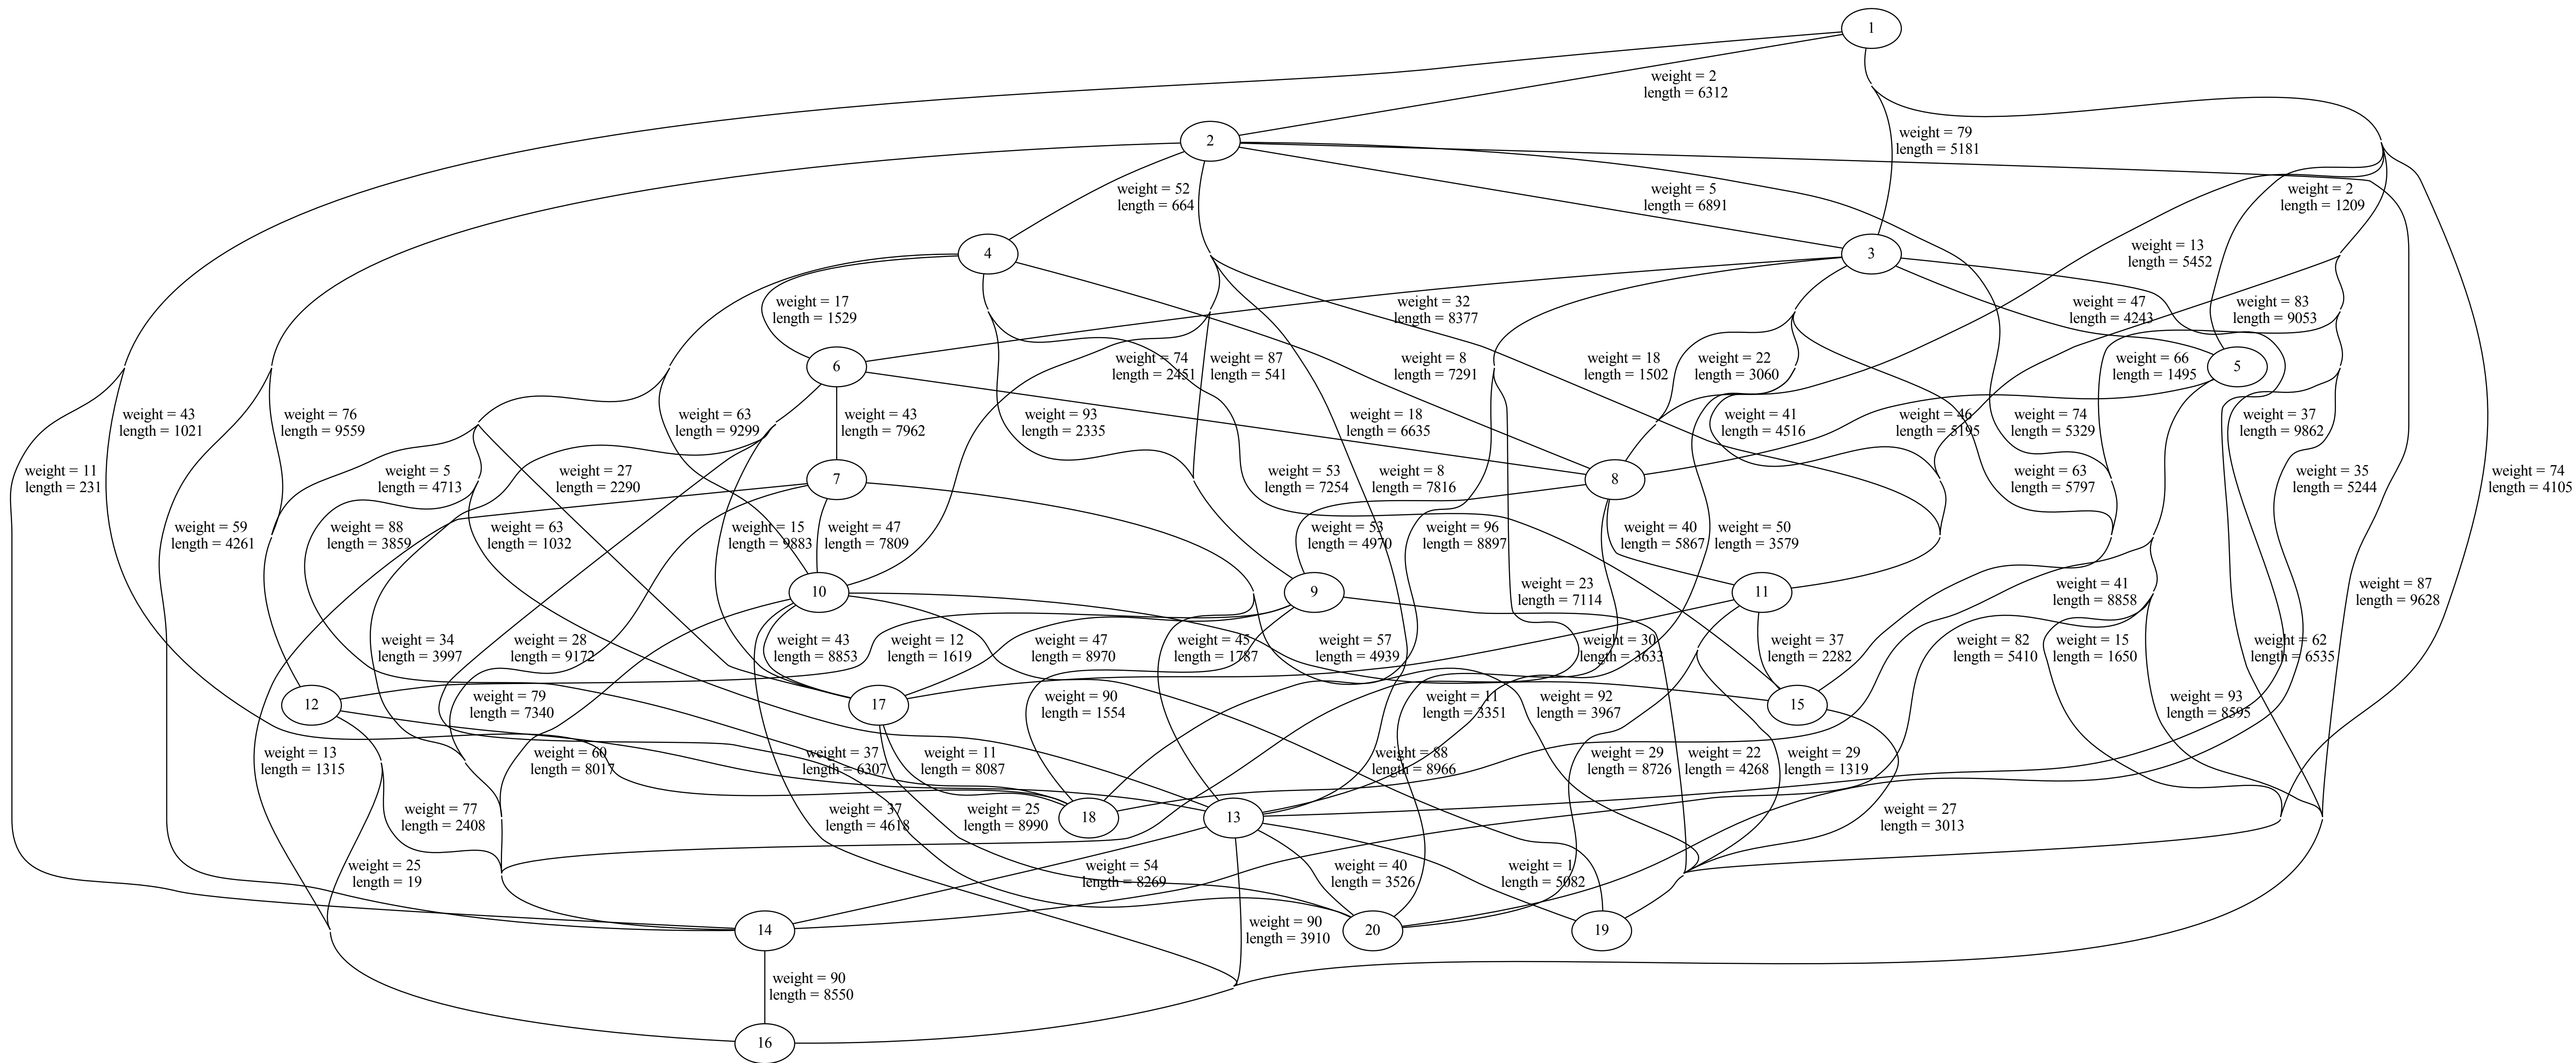 1
weight = 2
length = 6312
2
weight = 79
length = 5181
weight = 52
length = 664
weight = 5
length = 6891
weight = 2
length = 1209
4
3
weight = 13
length = 5452
weight = 17
length = 1529
weight = 32
length = 8377
weight = 47
length = 4243
weight = 83
length = 9053
6
weight = 74
length = 2451
weight = 87
length = 541
weight = 8
length = 7291
weight = 18
length = 1502
weight = 22
length = 3060
weight = 66
length = 1495
5
weight = 43
length = 1021
weight = 76
length = 9559
weight = 63
length = 9299
weight = 43
length = 7962
weight = 93
length = 2335
weight = 18
length = 6635
weight = 41
length = 4516
weight = 46
length = 5195
weight = 74
length = 5329
weight = 37
length = 9862
weight = 11
length = 231
weight = 5
length = 4713
weight = 27
length = 2290
7
weight = 53
length = 7254
weight = 8
length = 7816
8
weight = 63
length = 5797
weight = 35
length = 5244
weight = 74
length = 4105
weight = 59
length = 4261
weight = 88
length = 3859
weight = 63
length = 1032
weight = 15
length = 9883
weight = 47
length = 7809
weight = 53
length = 4970
weight = 96
length = 8897
weight = 40
length = 5867
weight = 50
length = 3579
10
9
weight = 23
length = 7114
11
weight = 41
length = 8858
weight = 87
length = 9628
weight = 34
length = 3997
weight = 28
length = 9172
weight = 43
length = 8853
weight = 12
length = 1619
weight = 47
length = 8970
weight = 45
length = 1787
weight = 57
length = 4939
weight = 30
length = 3633
weight = 37
length = 2282
weight = 82
length = 5410
weight = 15
length = 1650
weight = 62
length = 6535
12
weight = 79
length = 7340
17
weight = 90
length = 1554
weight = 11
length = 3351
weight = 92
length = 3967
15
weight = 93
length = 8595
weight = 13
length = 1315
weight = 60
length = 8017
weight = 37
length = 6307
weight = 11
length = 8087
weight = 88
length = 8966
weight = 29
length = 8726
weight = 22
length = 4268
weight = 29
length = 1319
weight = 77
length = 2408
weight = 37
length = 4618
weight = 25
length = 8990
18
13
weight = 27
length = 3013
weight = 25
length = 19
weight = 54
length = 8269
weight = 40
length = 3526
weight = 1
length = 5082
14
weight = 90
length = 3910
20
19
weight = 90
length = 8550
16